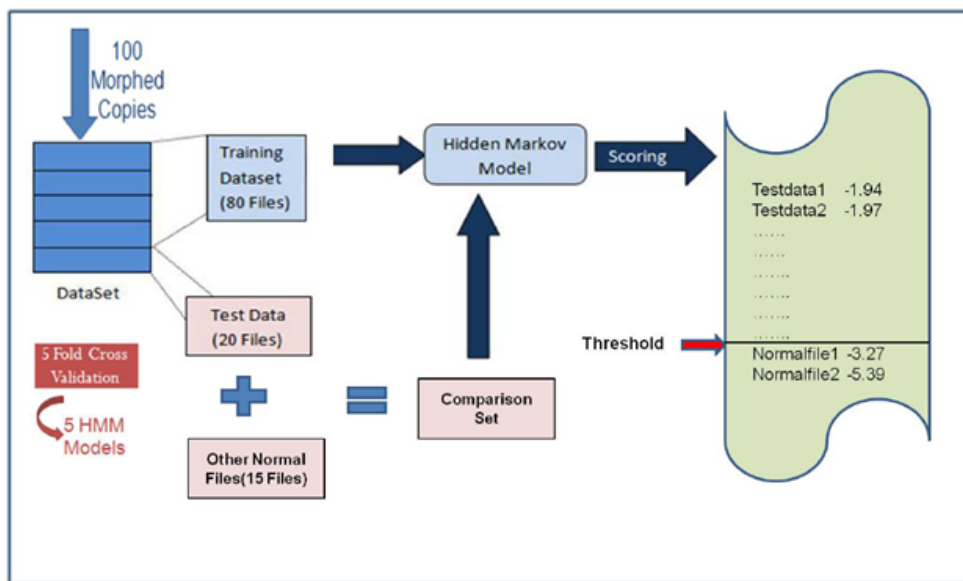 100
Morphed
Copies
Training
Dataset
(80 Files)
Hidden Markov
Model
Scoring
DataSet
Test Data
(20 Files)
5 Fold Cross
Validation
5 HMM
Models
Other Normal
Files(15 Files)
Comparison
Set
Threshold
Testdata1 -1.94
Testdata2 -1.97
......
......
.......
......
.......
......
Normalfile1 -3.27
Normalfile2 -5.39